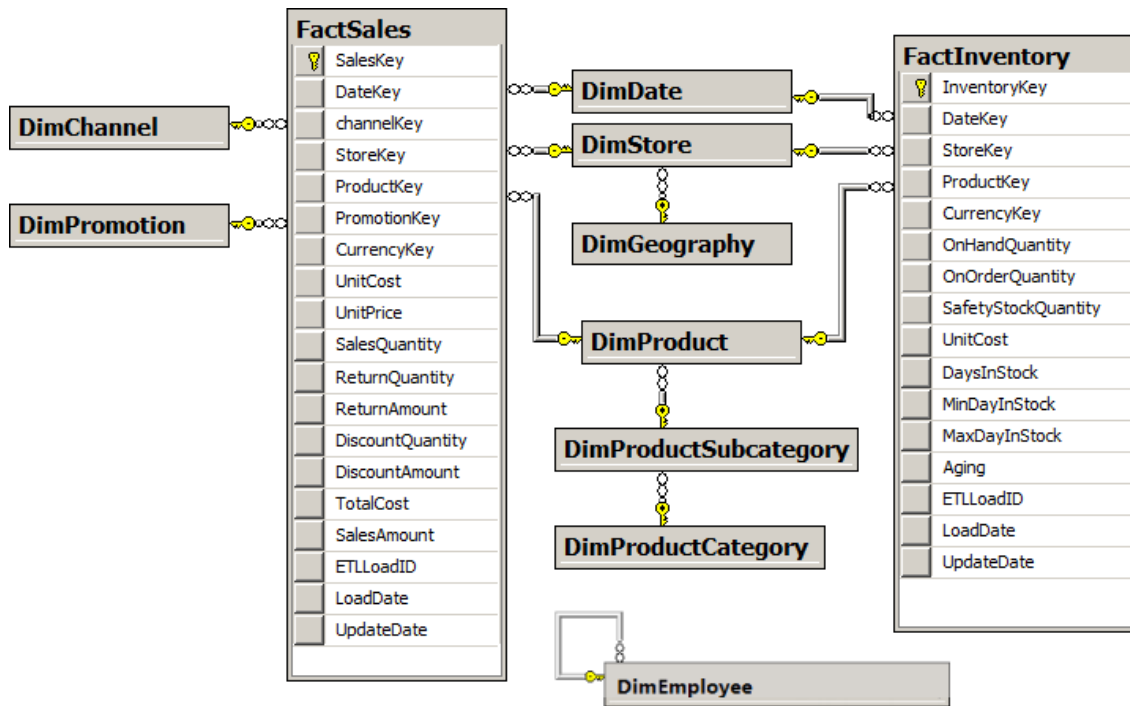 FactSales
SalesKey
DateKey
channelKey
StoreKey
ProductKey
PromotionKey
CurrencyKey
UnitCost
UnitPrice
SalesQuantity
ReturnQuantity
ReturnAmount
DiscountQuantity
DiscountAmount
TotalCost
SalesAmount
ETLLoadID
LoadDate
UpdateDate
DimChannel
DimPromotion
DimDate
DimStore
DimGeography
DimProduct
DimProductSubcategory
DimProductCategory
DimEmployee
FactInventory
InventoryKey
DateKey
StoreKey
ProductKey
CurrencyKey
OnHandQuantity
OnOrderQuantity
SafetyStockQuantity
UnitCost
DaysInStock
MinDayInStock
MaxDayInStock
Aging
ETLLoadID
LoadDate
UpdateDate